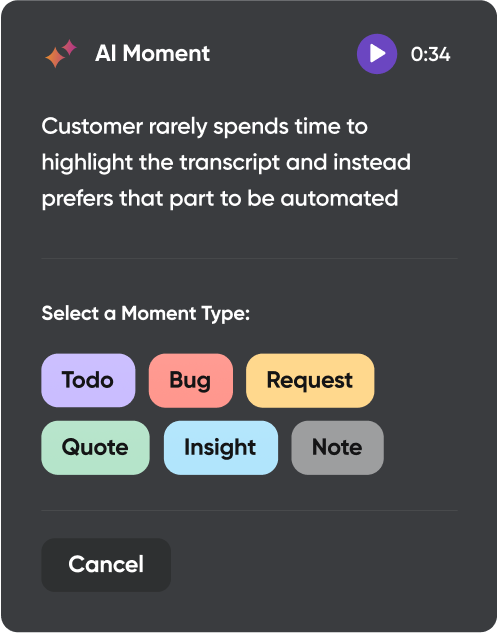 AI Moment 0:34
Customer rarely spends time to
highlight the transcript and instead
prefers that part to be automated
Select a Moment Type:
Todo Bug Request
Quote Insight Note
Cancel